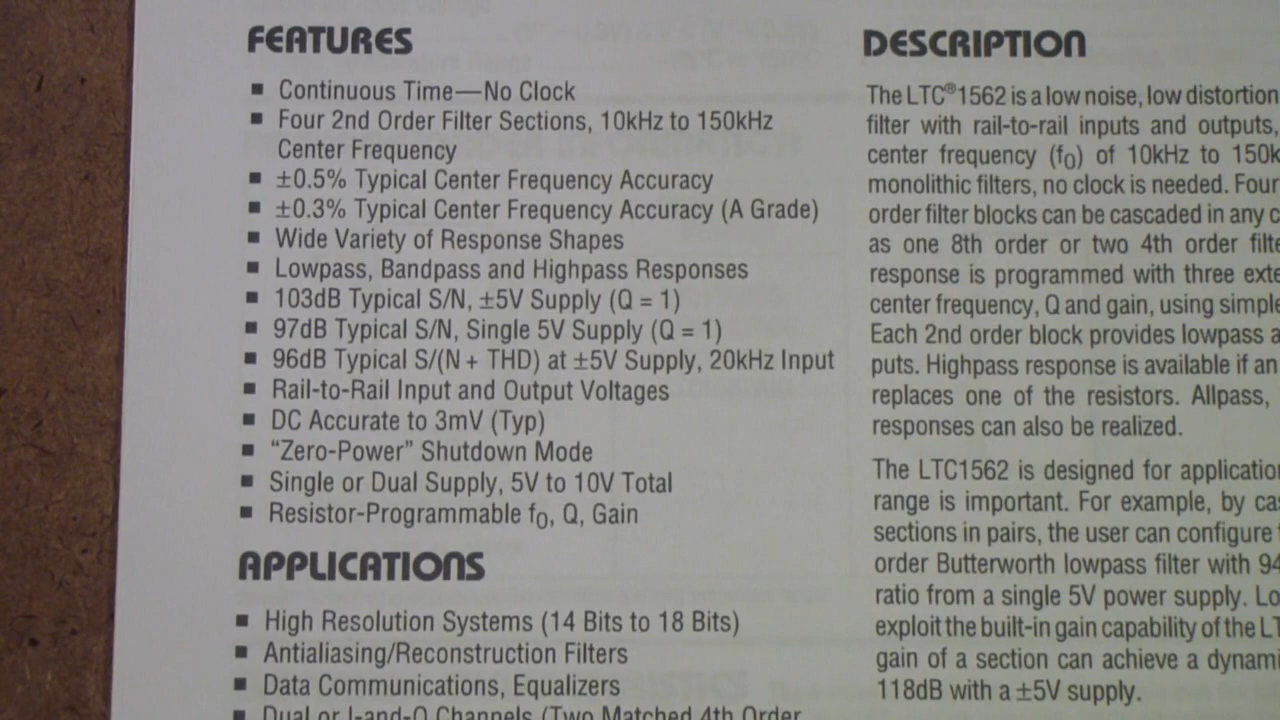 FEATURES
■ Continuous Time—No Clock
■ Four 2nd Order Filter Sections, 10kHz to 150kHz
Center Frequency
■ ±0.5% Typical Center Frequency Accuracy
■ ±0.3% Typical Center Frequency Accuracy (A Grade)
■ Wide Variety of Response Shapes
■ Lowpass, Bandpass and Highpass Responses
■ 103dB Typical S/N, ±5V Supply (Q = 1)
■ 97dB Typical S/N, Single 5V Supply (Q = 1)
■ 96dB Typical S/(N + THD) at ±5V Supply, 20kHz Input
■ Rail-to-Rail Input and Output Voltages
■ DC Accurate to 3mV (Typ)
■ “Zero-Power” Shutdown Mode
■ Single or Dual Supply, 5V to 10V Total
■ Resistor-Programmable f0, Q, Gain
APPLICATIONS
■ High Resolution Systems (14 Bits to 18 Bits)
■ Antialiasing/Reconstruction Filters
■ Data Communications, Equalizers
■ Dual or I-and-Q Channels (Two Matched 4th Order
DESCRIPTION
The LTC®1562 is a low noise, low distortion
filter with rail-to-rail inputs and outputs,
center frequency (f0) of 10kHz to 150k
monolithic filters, no clock is needed. Four
order filter blocks can be cascaded in any c
as one 8th order or two 4th order filte
response is programmed with three exte
center frequency, Q and gain, using simple
Each 2nd order block provides lowpass a
puts. Highpass response is available if an
replaces one of the resistors. Allpass,
responses can also be realized.
The LTC1562 is designed for application
range is important. For example, by cas
sections in pairs, the user can configure
order Butterworth lowpass filter with 94
ratio from a single 5V power supply. Lo
exploit the built-in gain capability of the LT
gain of a section can achieve a dynami
118dB with a ±5V supply.